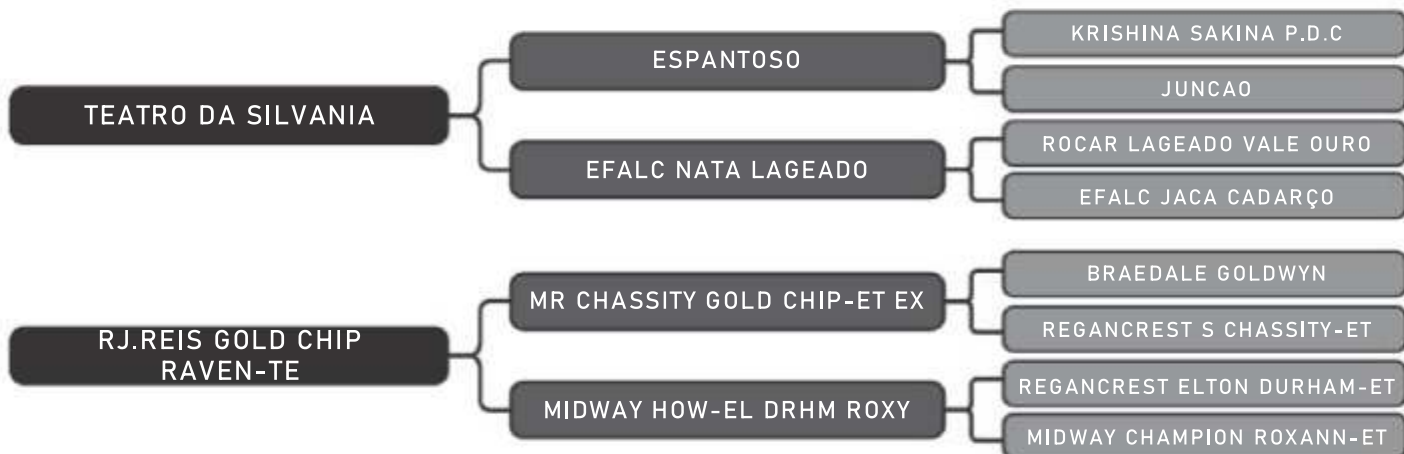 TEATRO DA SILVANIA
ESPANTOSO
KRISHINA SAKINA P.D.C
JUNCAO
EFALC NATA LAGEADO
ROCAR LAGEADO VALE OURO
EFALC JACA CADARÇO
RJ.REIS GOLD CHIP
RAVEN-TE
MR CHASSITY GOLD CHIP-ET EX
BRAEDALE GOLDWYN
REGANCREST S CHASSITY-ET
MIDWAY HOW-EL DRHM ROXY
REGANCREST ELTON DURHAM-ET
MIDWAY CHAMPION ROXANN-ET